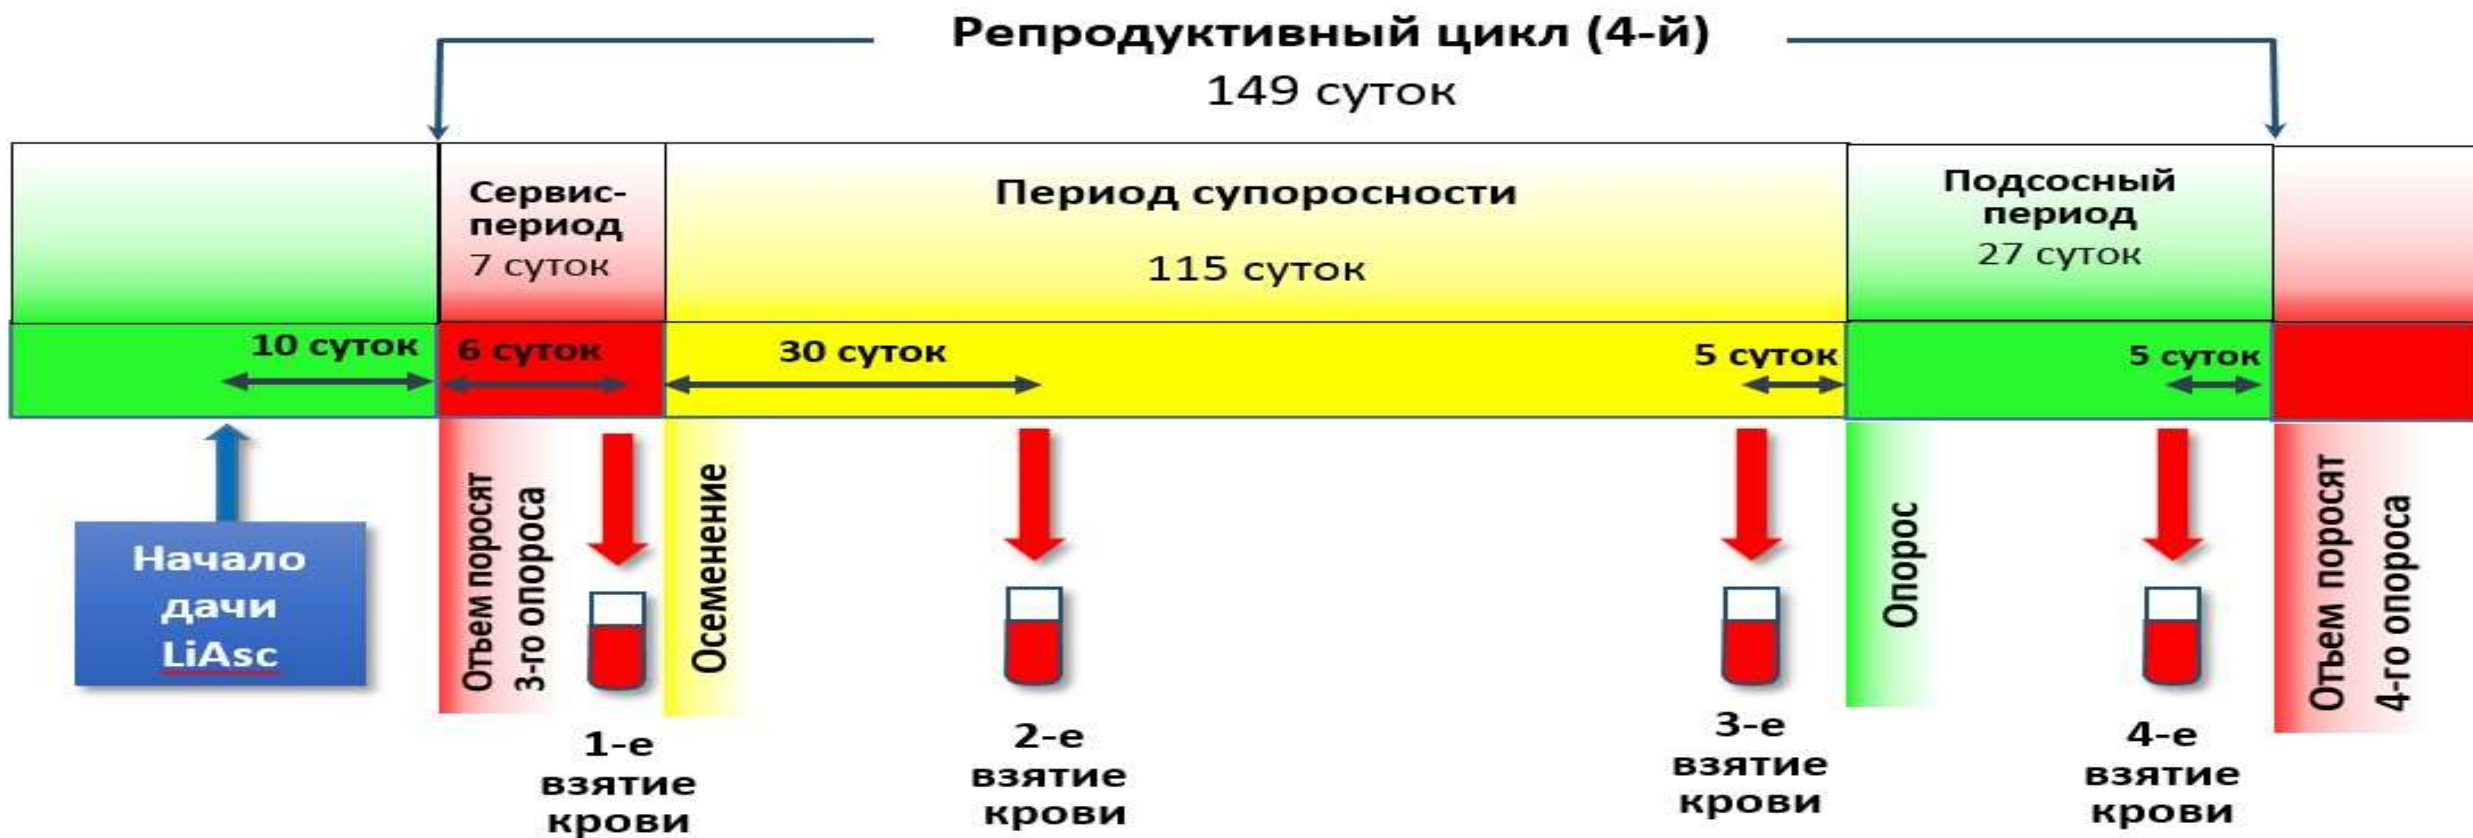 Репродуктивный цикл (4-й)
149 суток
Сервис-
период
7 суток
Период супоросности
115 суток
Подсосный
период
27 суток
10 суток
6 суток
30 суток
5 суток
5 суток
Начало
дачи
LiAsc
Отъем поросят
3-го опороса
Осеменение
Опорос
Отъем поросят
4-го опороса
1-е
взятие
крови
2-е
взятие
крови
3-е
взятие
крови
4-е
взятие
крови